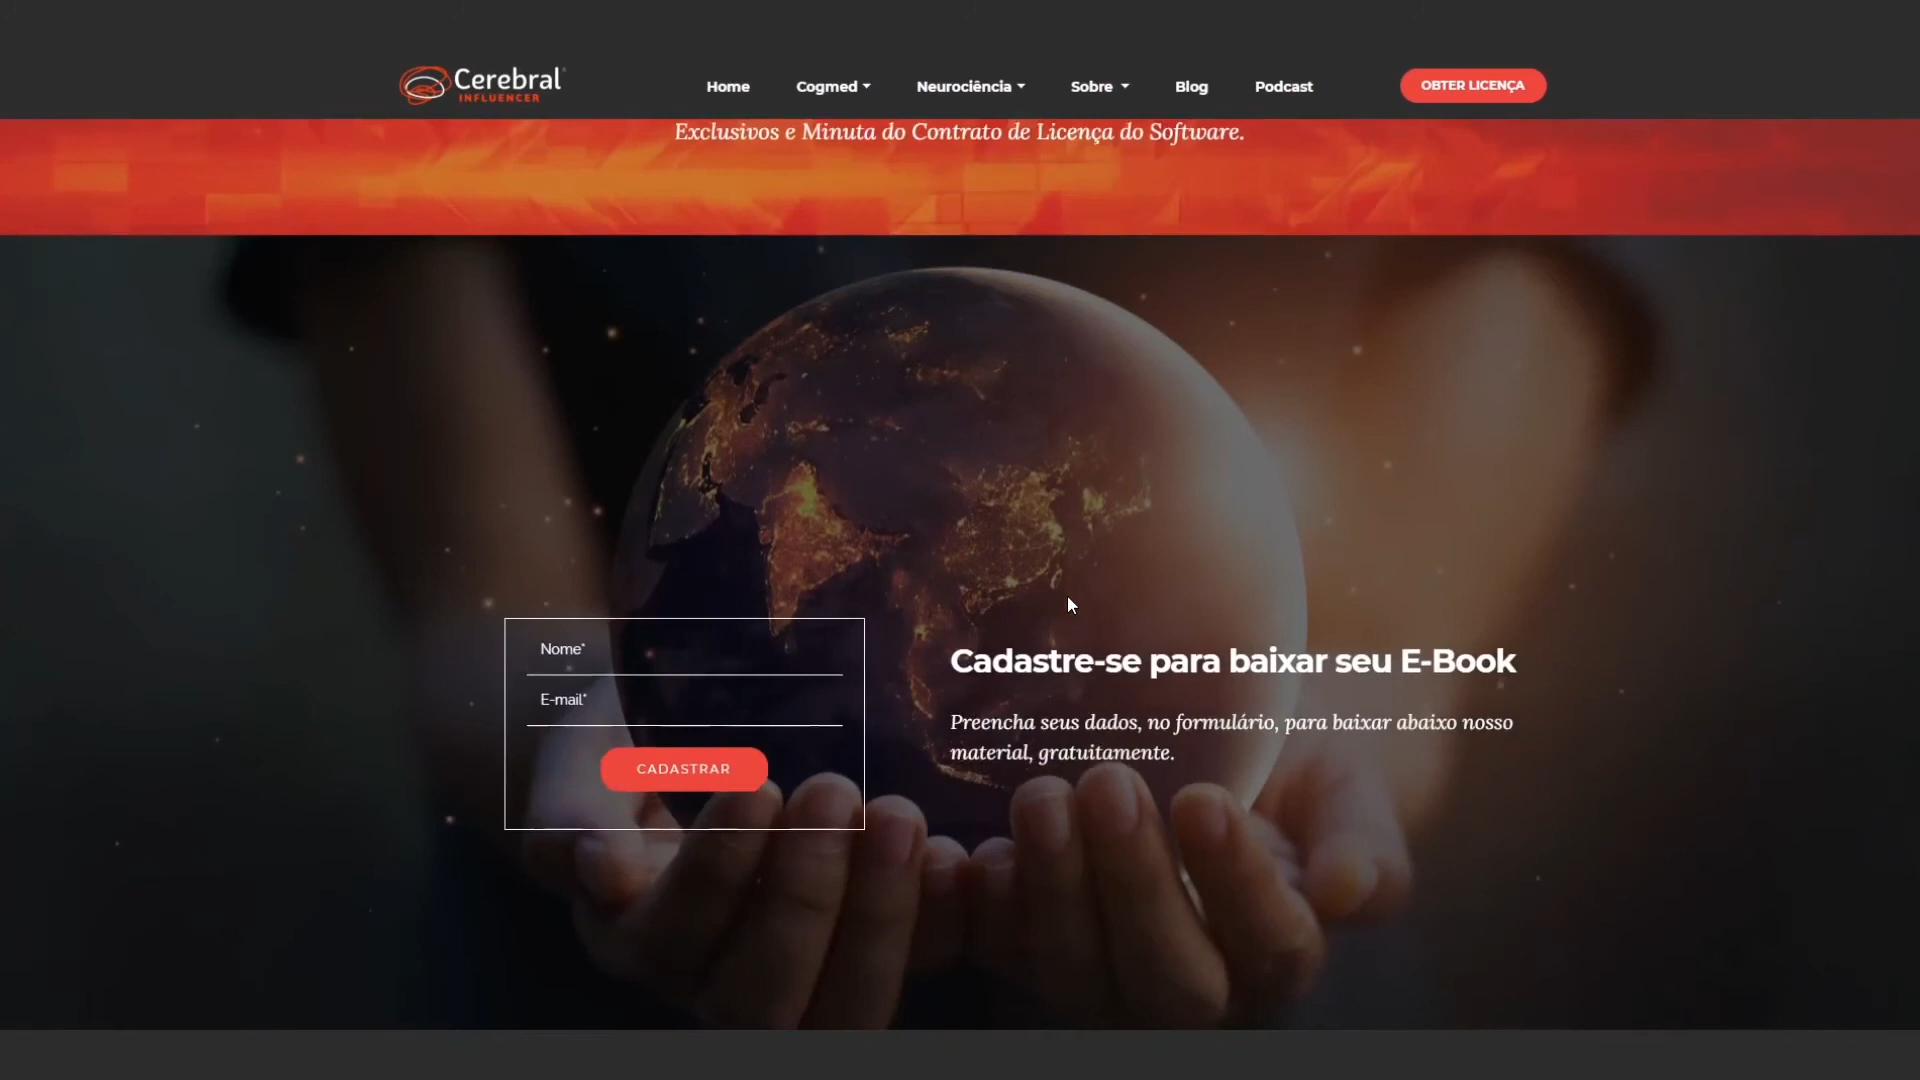 Cerebral
INFLUENCER
Home Cogmed Neurociência Sobre Blog Podcast OBTER LICENÇA
Exclusivos e Minuta do Contrato de Licença do Software.
Nome*
E-mail*
CADASTRAR
Cadastre-se para baixar seu E-Book
Preencha seus dados, no formulário, para baixar abaixo nosso
material, gratuitamente.